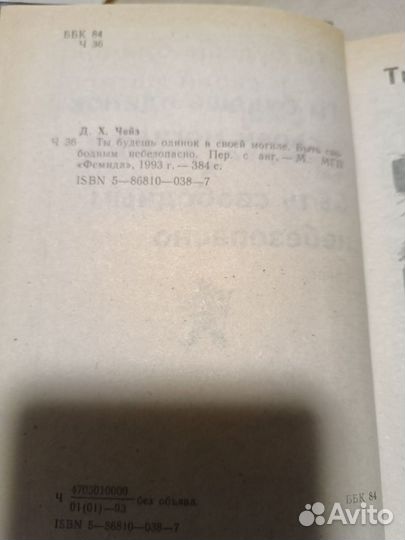 ББК 84
Ч 36
Д. Х. Чейз
Ч 36 Ты будешь одинок в своей могиле. Быть сво-
бодным небезопасно. Пер. с анг. — М.. МГП
«Фемида», 1993 г. — 384 с.
ISBN 5—86810—038—7
Ч 4703010000
01(01)—93 без объявл.
ББК 84
ISBN 5—86810—038—7
Avito